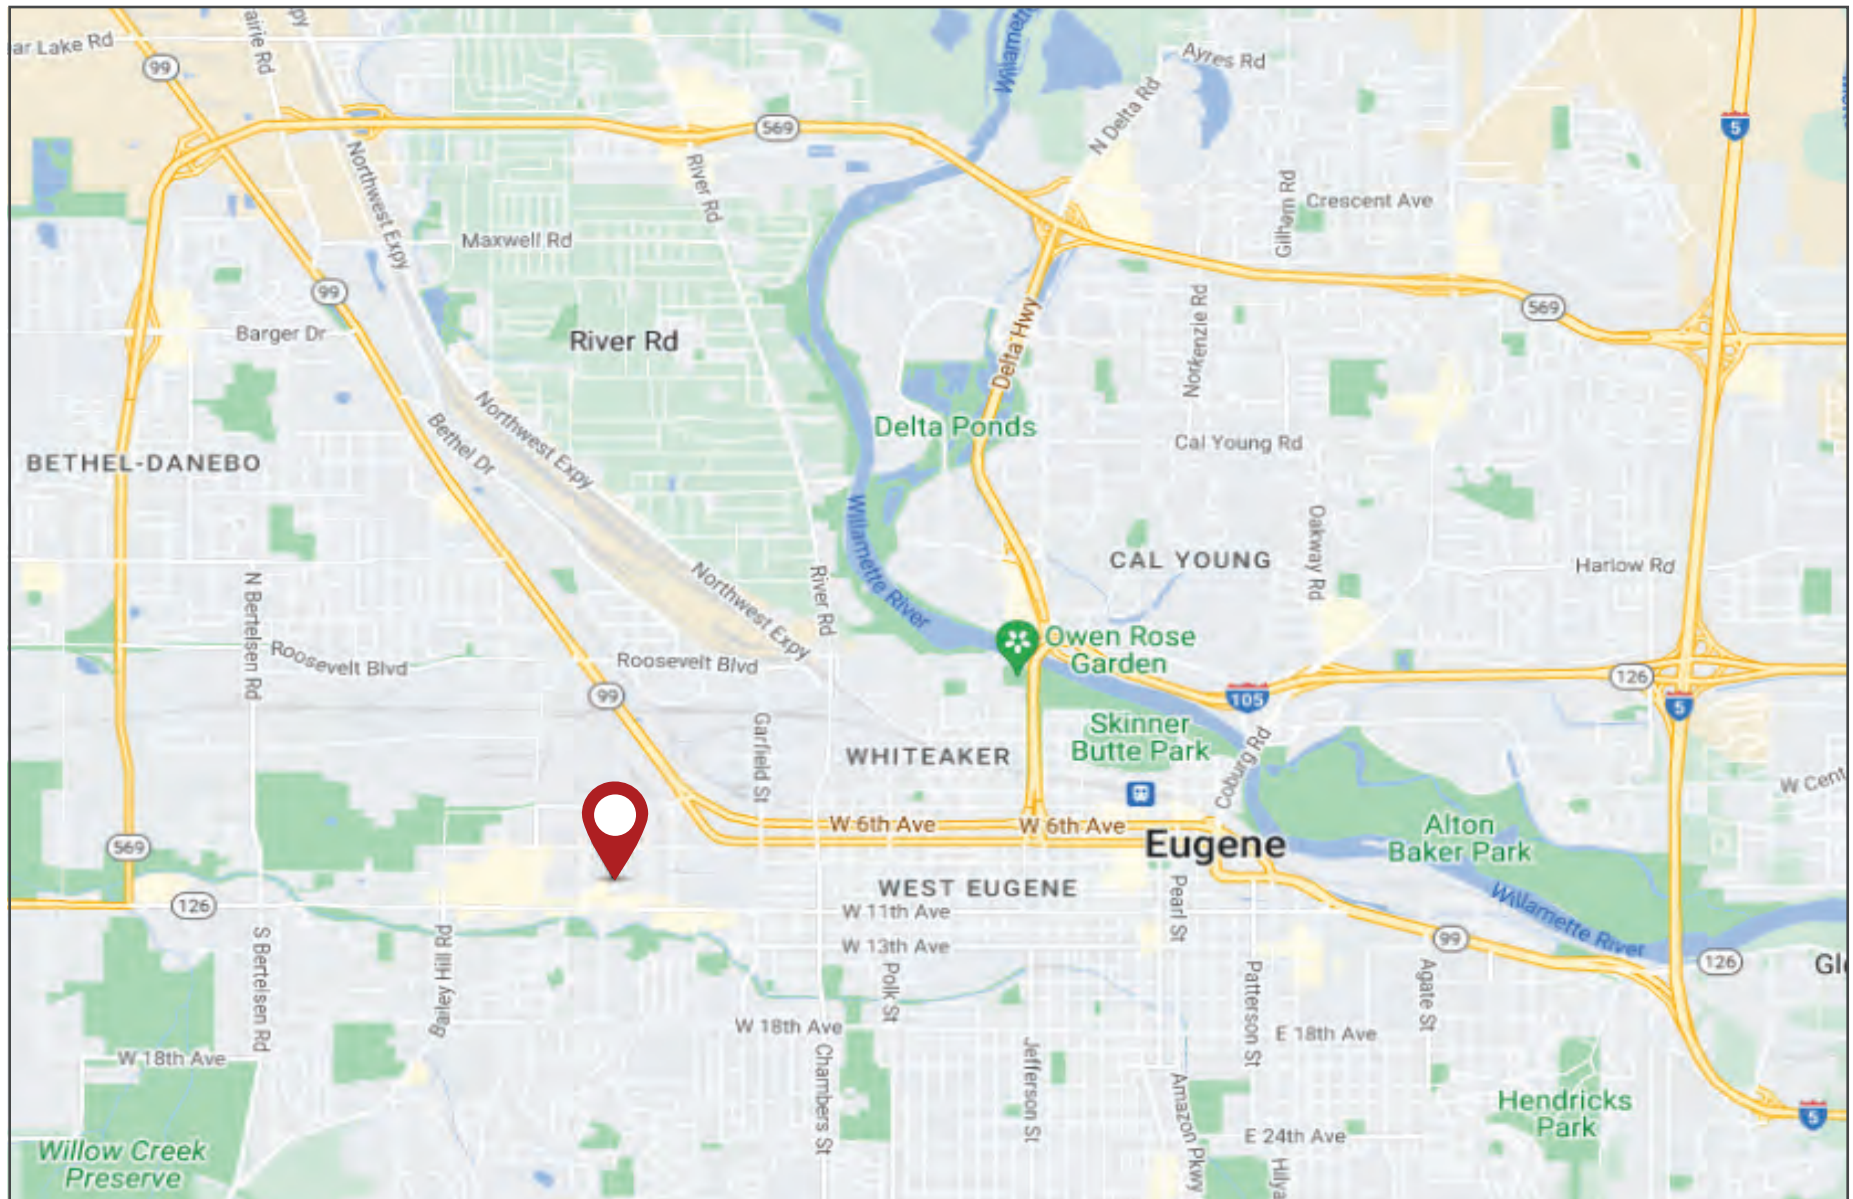 ar Lake Rd
99
airie Rd
Willamette
Ayres Rd
N Delta Rd
5
569
Northwest Expy
River Rd
Maxwell Rd
Gilham Rd
Crescent Ave
99
Barger Dr
River Rd
Delta Hwy
Norkenzie Rd
569
Delta Ponds
Cal Young Rd
BETHEL-DANEBO
Bethel Dr
Northwest Expy
Willamette River
CAL YOUNG
Oakway Rd
Harlow Rd
N Bertelsen Rd
Northwest Expy
River Rd
Owen Rose
Garden
Roosevelt Blvd
Roosevelt Blvd
99
126
105
5
Garfield St
WHITEAKER
Skinner
Butte Park
Coburg Rd
W Cent
W 6th Ave
W 6th Ave
Eugene
Alton
Baker Park
569
126
WEST EUGENE
W 11th Ave
W 13th Ave
Pearl St
Willamette River
99
126
Gl
S Bertelsen Rd
Bailey Hill Rd
Polk St
Patterson St
Agate St
W 18th Ave
E 18th Ave
W 18th Ave
Chambers St
Jefferson St
Amazon Pkwy
Hendricks
Park
5
E 24th Ave
Hilya
Willow Creek
Preserve